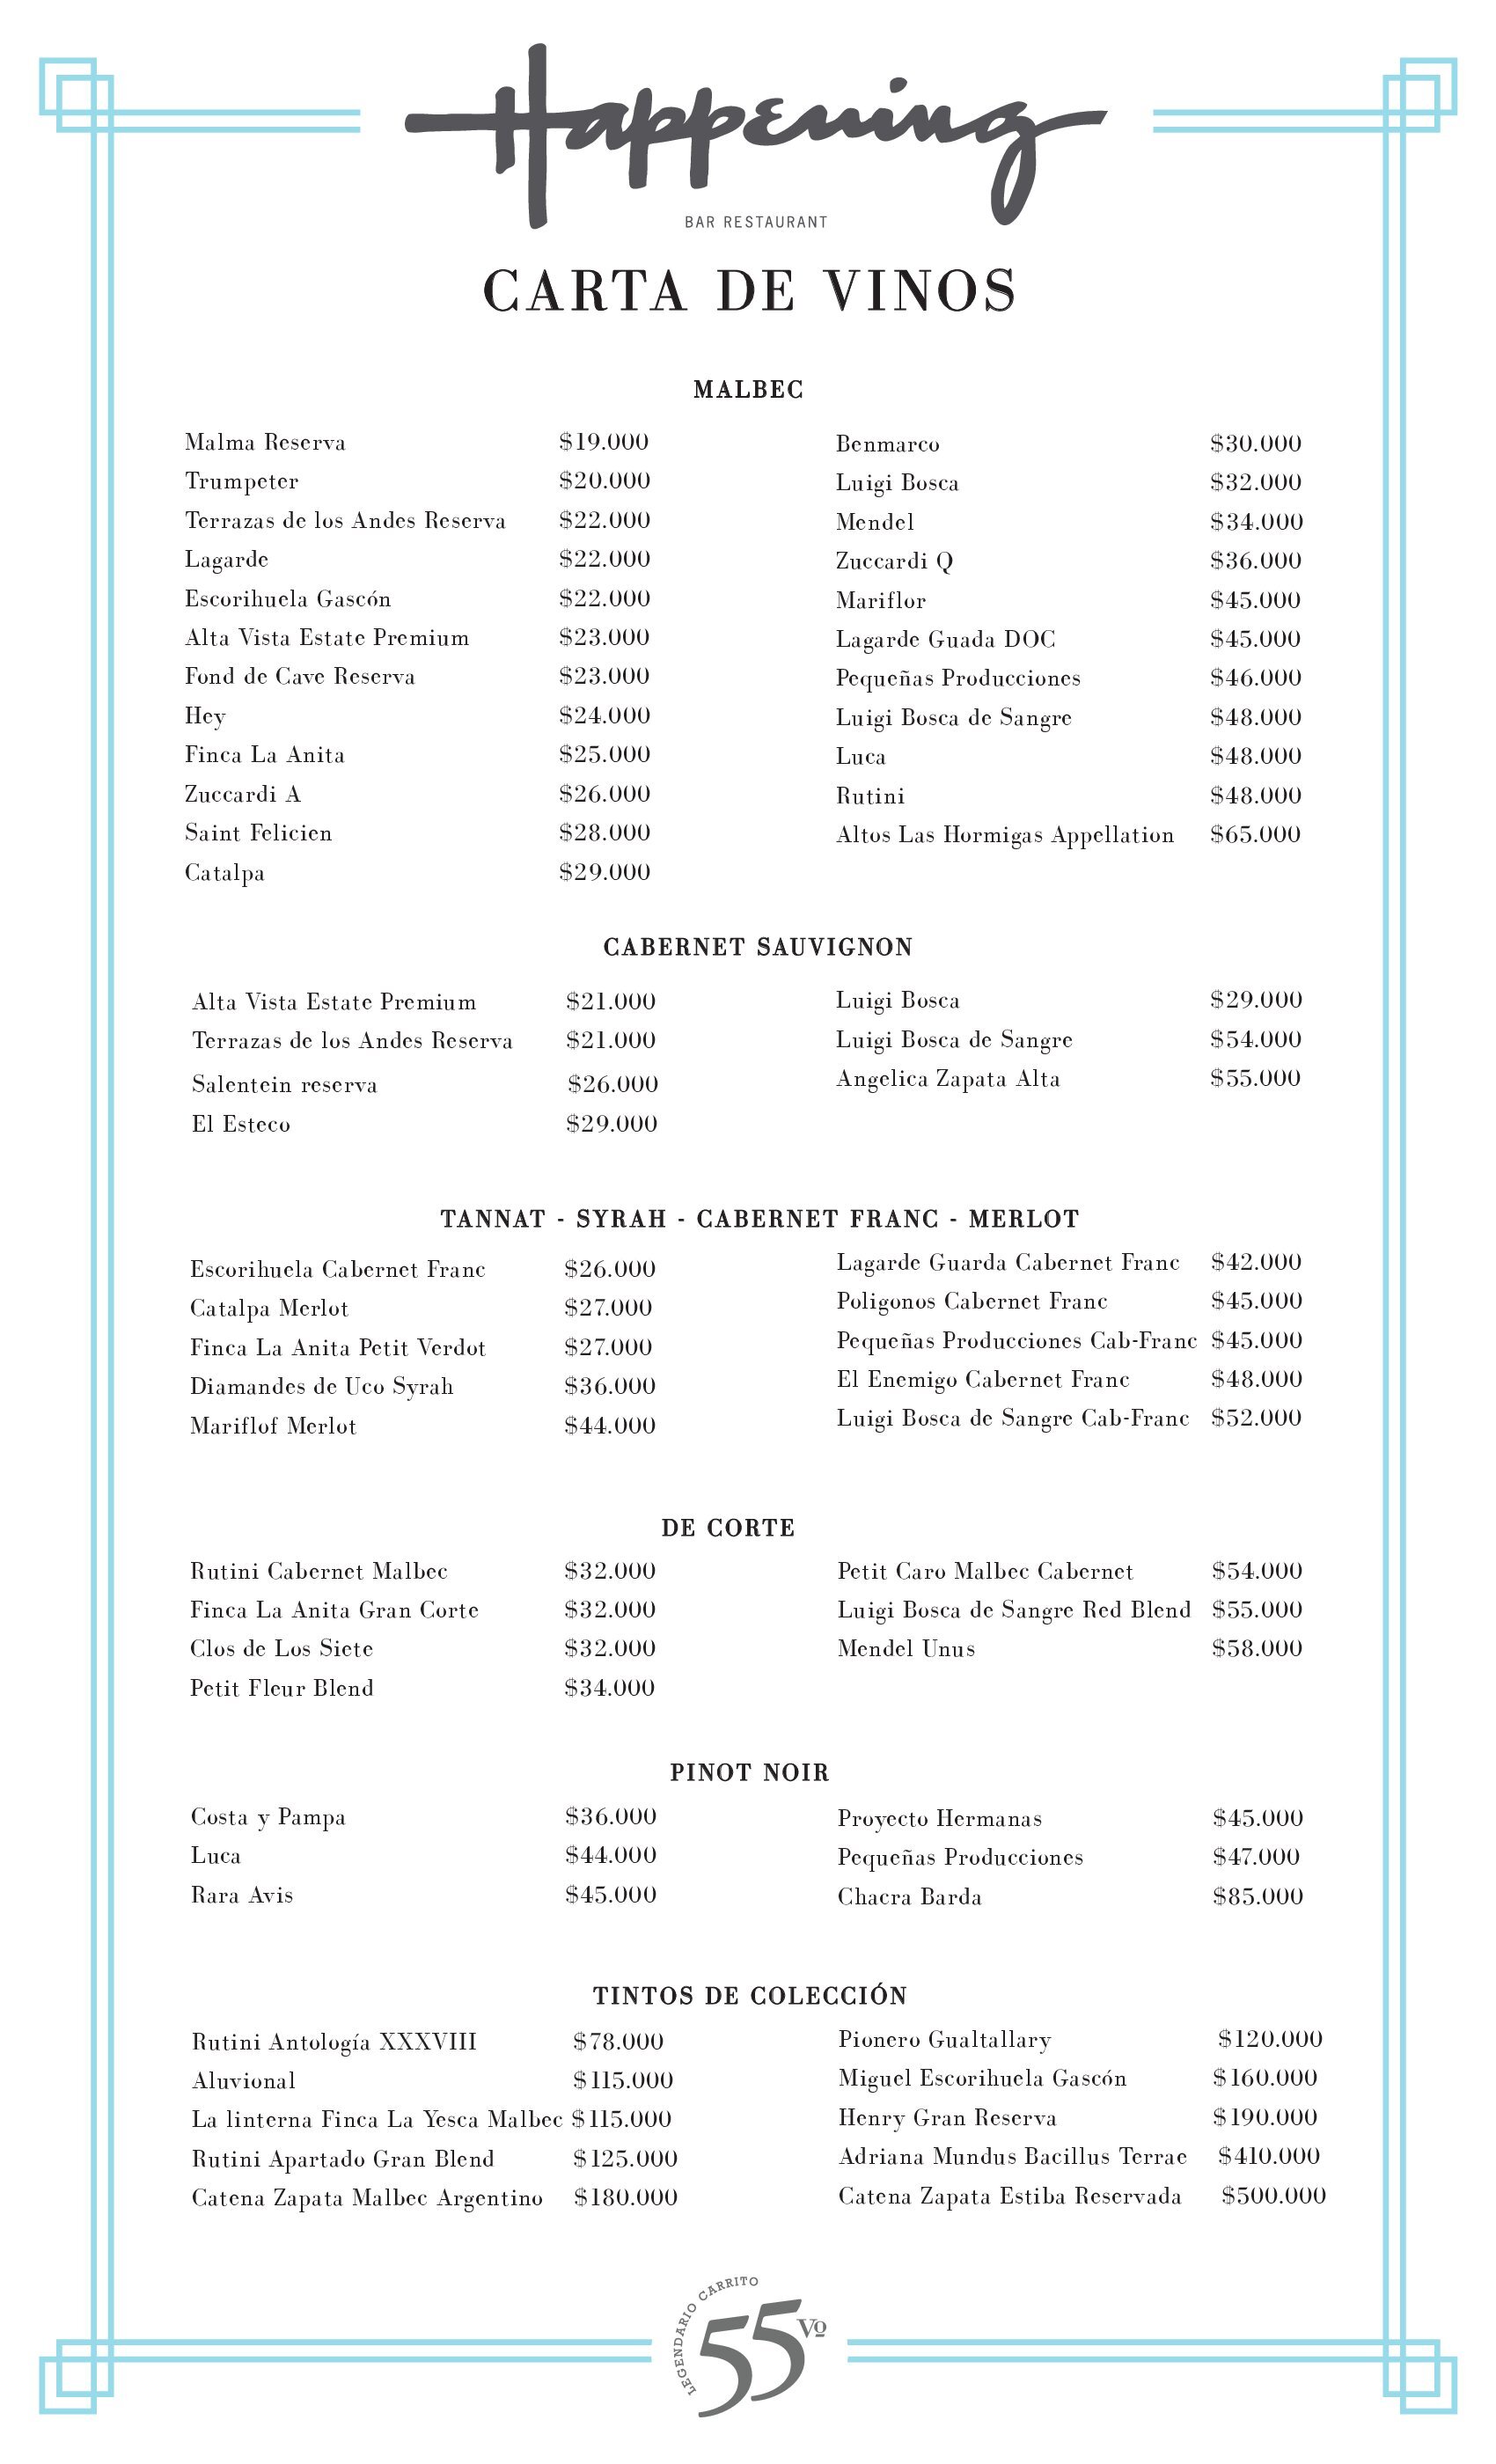 Happening
BAR RESTAURANT
CARTA DE VINOS
MALBEC
Malma Reserva $19.000
Trumpeter $20.000
Terrazas de los Andes Reserva $22.000
Lagarde $22.000
Escorihuela Gascón $22.000
Alta Vista Estate Premium $23.000
Fond de Cave Reserva $23.000
Hey $24.000
Finca La Anita $25.000
Zuccardi A $26.000
Saint Felicien $28.000
Catalpa $29.000
Benmarco $30.000
Luigi Bosca $32.000
Mendel $34.000
Zuccardi Q $36.000
Mariflor $45.000
Lagarde Guada DOC $45.000
Pequeñas Producciones $46.000
Luigi Bosca de Sangre $48.000
Luca $48.000
Rutini $48.000
Altos Las Hormigas Appellation $65.000
CABERNET SAUVIGNON
Alta Vista Estate Premium $21.000
Terrazas de los Andes Reserva $21.000
Salentein reserva $26.000
El Esteco $29.000
Luigi Bosca $29.000
Luigi Bosca de Sangre $54.000
Angelica Zapata Alta $55.000
TANNAT - SYRAH - CABERNET FRANC - MERLOT
Escorihuela Cabernet Franc $26.000
Catalpa Merlot $27.000
Finca La Anita Petit Verdot $27.000
Diamandes de Uco Syrah $36.000
Mariflof Merlot $44.000
Lagarde Guarda Cabernet Franc $42.000
Poligonos Cabernet Franc $45.000
Pequeñas Producciones Cab-Franc $45.000
El Enemigo Cabernet Franc $48.000
Luigi Bosca de Sangre Cab-Franc $52.000
DE CORTE
Rutini Cabernet Malbec $32.000
Finca La Anita Gran Corte $32.000
Clos de Los Siete $32.000
Petit Fleur Blend $34.000
Petit Caro Malbec Cabernet $54.000
Luigi Bosca de Sangre Red Blend $55.000
Mendel Unus $58.000
PINOT NOIR
Costa y Pampa $36.000
Luca $44.000
Rara Avis $45.000
Proyecto Hermanas $45.000
Pequeñas Producciones $47.000
Chacra Barda $85.000
TINTOS DE COLECCIÓN
Rutini Antología XXXVIII $78.000
Aluvional $115.000
La linterna Finca La Yesca Malbec $115.000
Rutini Apartado Gran Blend $125.000
Catena Zapata Malbec Argentino $180.000
Pionero Gualtallary $120.000
Miguel Escorihuela Gascón $160.000
Henry Gran Reserva $190.000
Adriana Mundus Bacillus Terrae $410.000
Catena Zapata Estiba Reservada $500.000
LEGENDARIO CARRITO
55 Vº